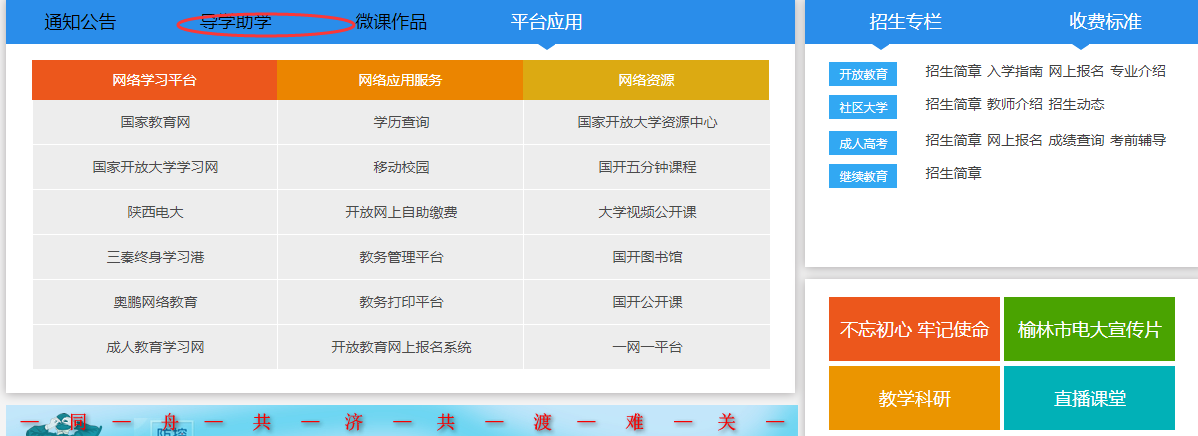 通知公告 导学助学 微课作品 平台应用
网络学习平台 网络应用服务 网络资源
国家教育网 学历查询 国家开放大学资源中心
国家开放大学学习网 移动校园 国开五分钟课程
陕西电大 开放网上自助缴费 大学视频公开课
三秦终身学习港 教务管理平台 国开图书馆
奥鹏网络教育 教务打印平台 国开公开课
成人教育学习网 开放教育网上报名系统 一网一平台
招生专栏 收费标准
开放教育 招生简章 入学指南 网上报名 专业介绍
社区大学 招生简章 教师介绍 招生动态
成人高考 招生简章 网上报名 成绩查询 考前辅导
继续教育 招生简章
不忘初心 牢记使命 榆林市电大宣传片
教学科研 直播课堂
一 同 一 舟 一 共 一 济 一 共 一 渡 一 难 一 关 一
防控